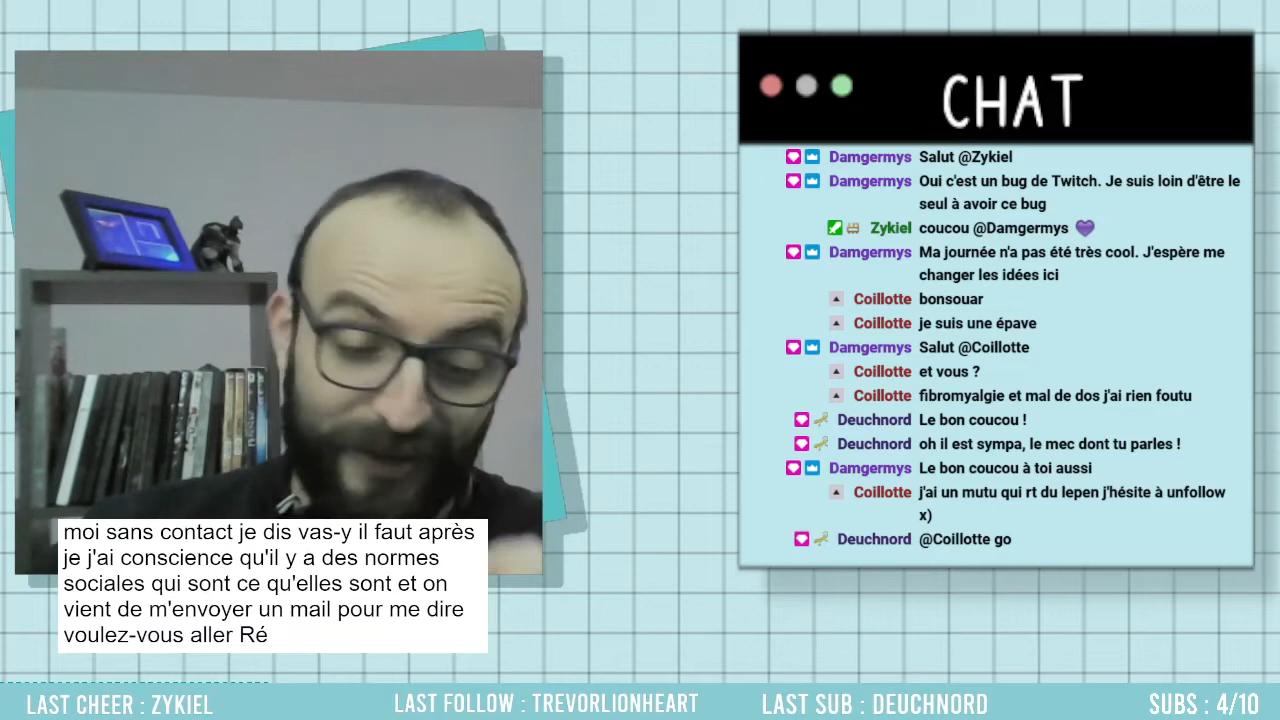 CHAT
Damgermys Salut @Zykiel
Damgermys Oui c'est un bug de Twitch. Je suis loin d'être le
seul à avoir ce bug
Zykiel coucou @Damgermys
Damgermys Ma journée n'a pas été très cool. J'espère me
changer les idées ici
Coillotte bonsouar
Coillotte je suis une épave
Damgermys Salut @Coillotte
Coillotte et vous ?
Coillotte fibromyalgie et mal de dos j'ai rien foutu
Deuchnord Le bon coucou !
Deuchnord oh il est sympa, le mec dont tu parles !
Damgermys Le bon coucou à toi aussi
Coillotte j'ai un mutu qui rt du lepen j'hésite à unfollow
x)
Deuchnord @Coillotte go
moi sans contact je dis vas-y il faut après
je j'ai conscience qu'il y a des normes
sociales qui sont ce qu'elles sont et on
vient de m'envoyer un mail pour me dire
voulez-vous aller Ré
LAST CHEER : ZYKIEL
LAST FOLLOW : TREVORLIONHEART
LAST SUB : DEUCHNORD
SUBS : 4/10